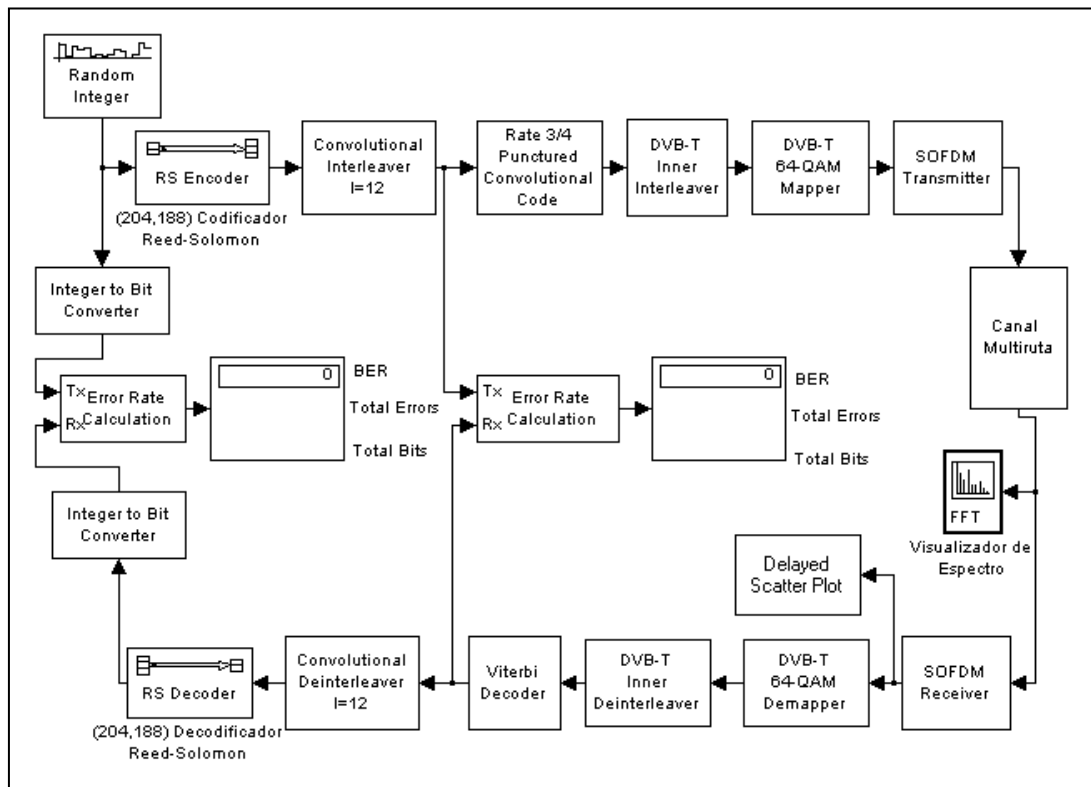 Random
Integer
RS Encoder
(204,188) Codificador
Reed-Solomon
Convolutional
Interleaver
I=12
Rate 3/4
Punctured
Convolutional
Code
DVB-T
Inner
Interleaver
DVB-T
64-QAM
Mapper
SOFDM
Transmitter
Integer to Bit
Converter
Canal
Multiruta
Tx
Rx
Error Rate
Calculation
0
BER
Total Errors
Total Bits
Tx
Rx
Error Rate
Calculation
0
BER
Total Errors
Total Bits
Integer to Bit
Converter
FFT
Visualizador de
Espectro
Delayed
Scatter Plot
RS Decoder
(204,188) Decodificador
Reed-Solomon
Convolutional
Deinterleaver
I=12
Viterbi
Decoder
DVB-T
Inner
Deinterleaver
DVB-T
64-QAM
Demapper
SOFDM
Receiver